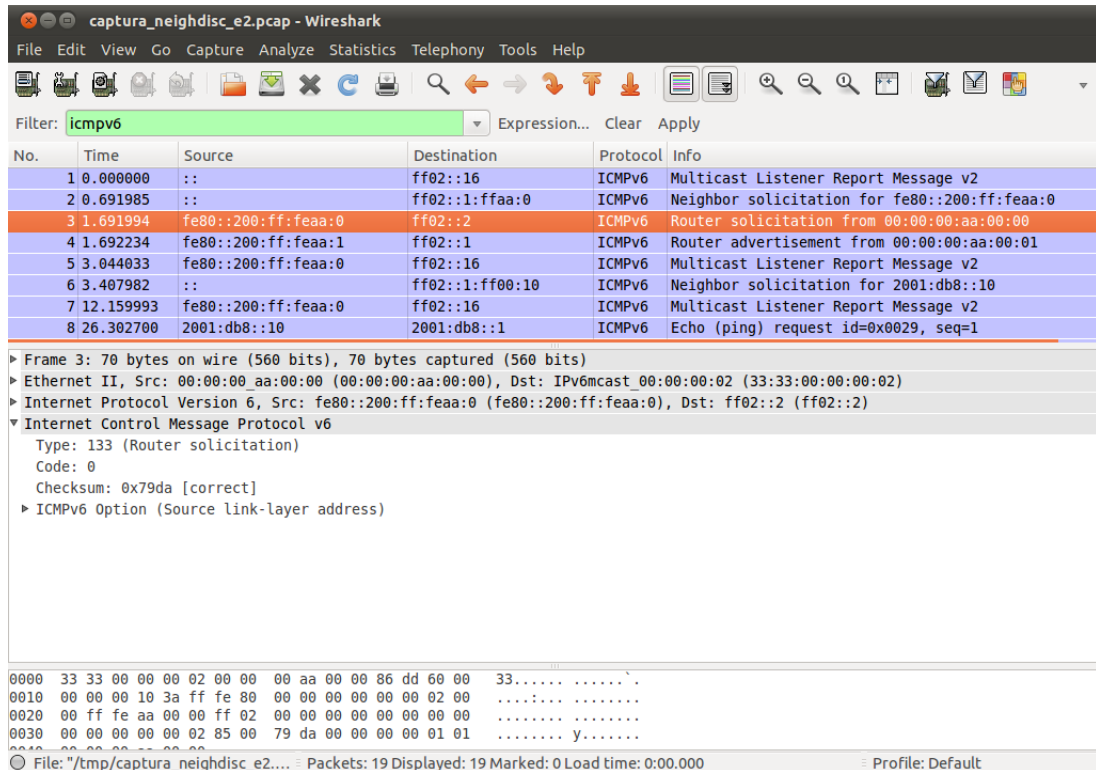 captura_neighdisc_e2.pcap - Wireshark
File Edit View Go Capture Analyze Statistics Telephony Tools Help
Filter: icmpv6 Expression... Clear Apply
No. Time Source Destination Protocol Info
1 0.000000 :: ff02::16 ICMPv6 Multicast Listener Report Message v2
2 0.691985 :: ff02::1:ffaa:0 ICMPv6 Neighbor solicitation for fe80::200:ff:feaa:0
3 1.691994 fe80::200:ff:feaa:0 ff02::2 ICMPv6 Router solicitation from 00:00:00:aa:00:00
4 1.692234 fe80::200:ff:feaa:1 ff02::1 ICMPv6 Router advertisement from 00:00:00:aa:00:01
5 3.044033 fe80::200:ff:feaa:0 ff02::16 ICMPv6 Multicast Listener Report Message v2
6 3.407982 :: ff02::1:ff00:10 ICMPv6 Neighbor solicitation for 2001:db8::10
7 12.159993 fe80::200:ff:feaa:0 ff02::16 ICMPv6 Multicast Listener Report Message v2
8 26.302700 2001:db8::10 2001:db8::1 ICMPv6 Echo (ping) request id=0x0029, seq=1
Frame 3: 70 bytes on wire (560 bits), 70 bytes captured (560 bits)
Ethernet II, Src: 00:00:00_aa:00:00 (00:00:00:aa:00:00), Dst: IPv6mcast_00:00:00:02 (33:33:00:00:00:02)
Internet Protocol Version 6, Src: fe80::200:ff:feaa:0 (fe80::200:ff:feaa:0), Dst: ff02::2 (ff02::2)
Internet Control Message Protocol v6
Type: 133 (Router solicitation)
Code: 0
Checksum: 0x79da [correct]
ICMPv6 Option (Source link-layer address)
0000 33 33 00 00 00 02 00 00 00 aa 00 00 86 dd 60 00 33...... ......`.
0010 00 00 00 10 3a ff fe 80 00 00 00 00 00 00 02 00 ....:... ........
0020 00 ff fe aa 00 00 ff 02 00 00 00 00 00 00 00 00 ........ ........
0030 00 00 00 00 00 02 85 00 79 da 00 00 00 00 01 01 ........ y.......
File: "/tmp/captura_neighdisc_e2.... Packets: 19 Displayed: 19 Marked: 0 Load time: 0:00.000 Profile: Default